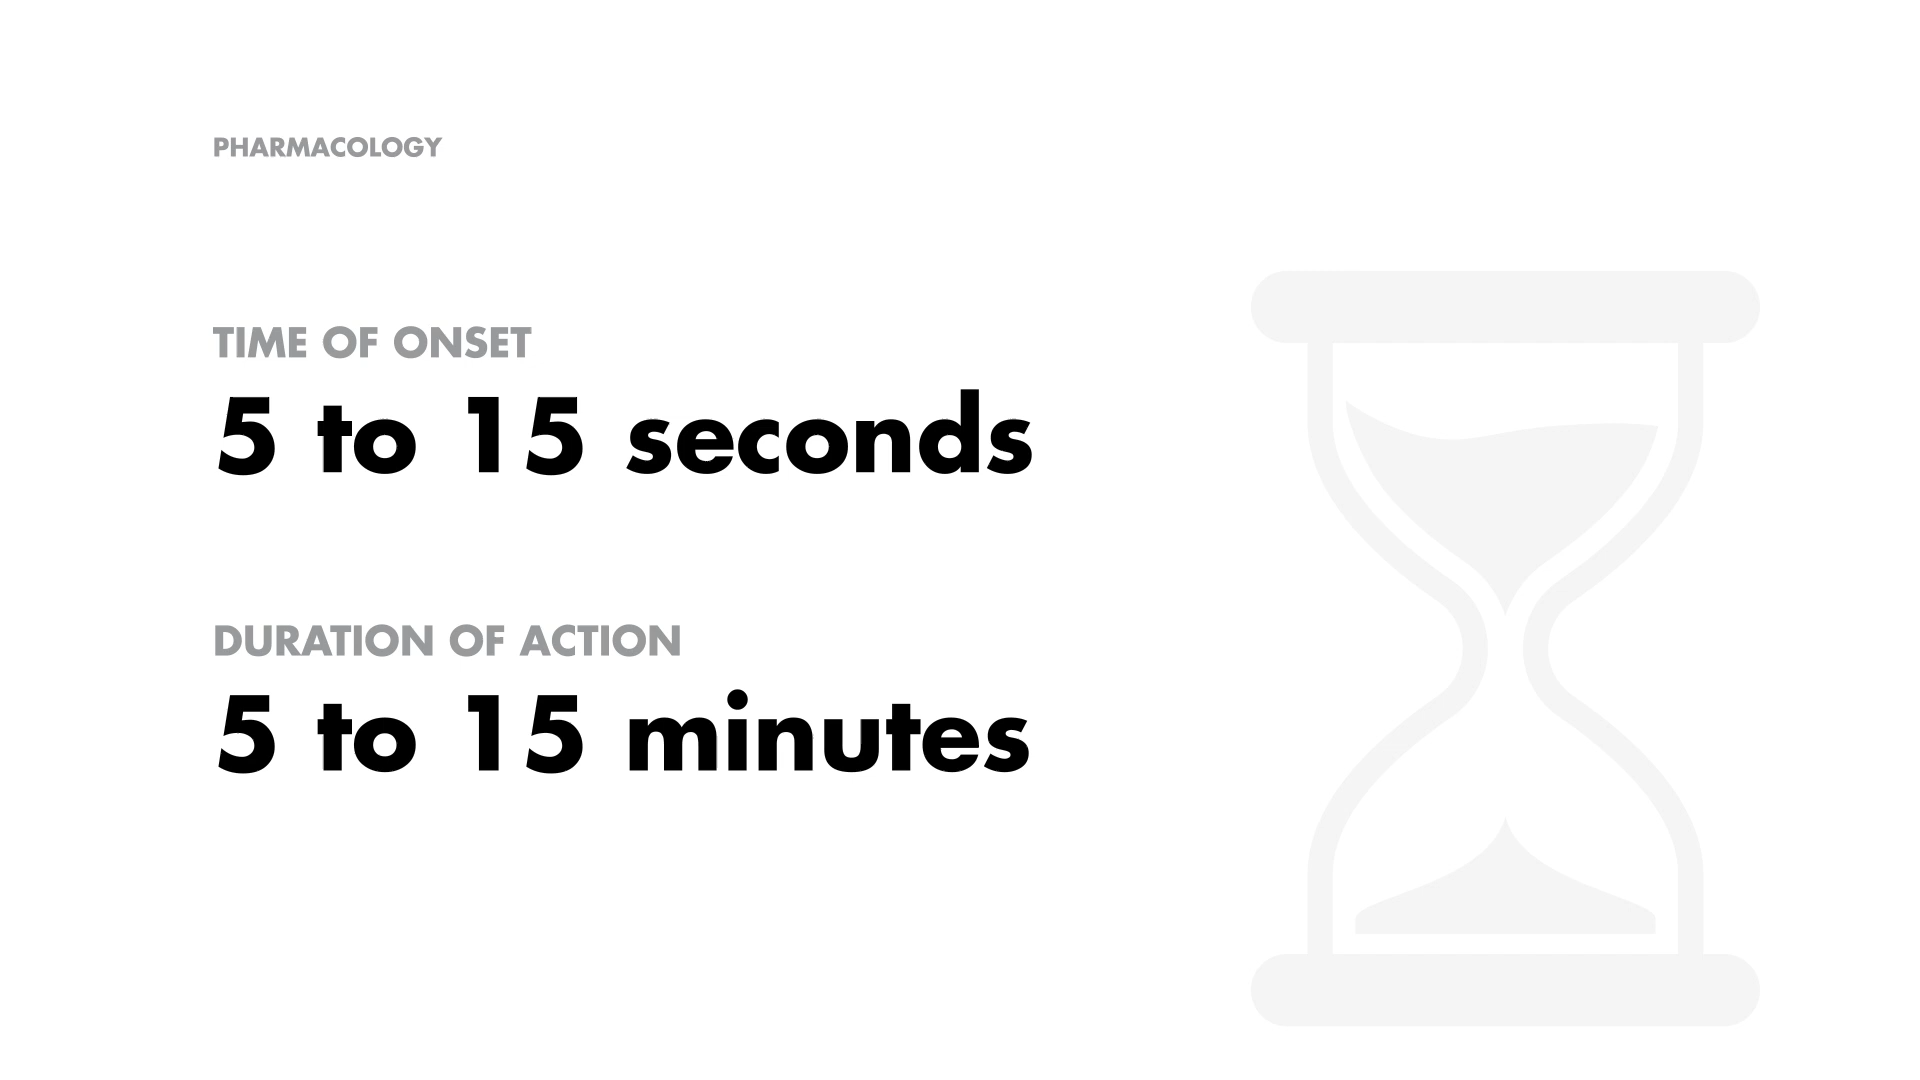 PHARMACOLOGY
TIME OF ONSET
5 to 15 seconds
DURATION OF ACTION
5 to 15 minutes